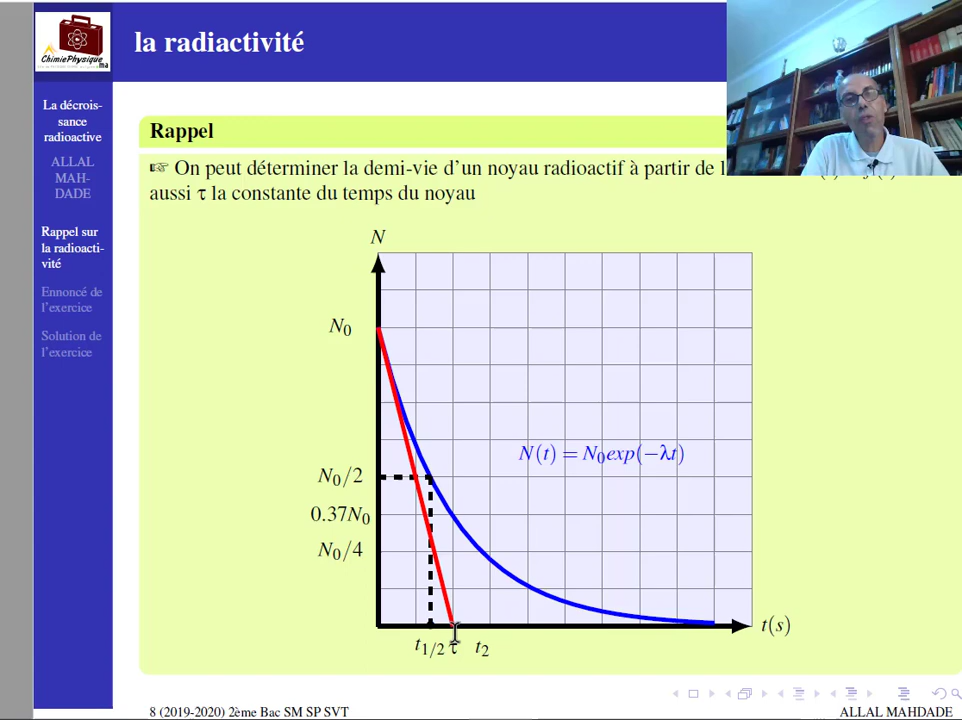 ChimiePhysique
ma
la radiactivité
La décrois-
sance
radioactive
ALLAL
MAH-
DADE
Rappel sur
la radioacti-
vité
Ennoncé de
l'exercice
Solution de
l'exercice
Rappel
☞ On peut déterminer la demi-vie d'un noyau radioactif à partir de
aussi τ la constante du temps du noyau
N
N₀
N(t) = N₀exp(−λt)
N₀/2
0.37N₀
N₀/4
t(s)
t₁/₂ τ t₂
8 (2019-2020) 2ème Bac SM SP SVT
ALLAL MAHDADE